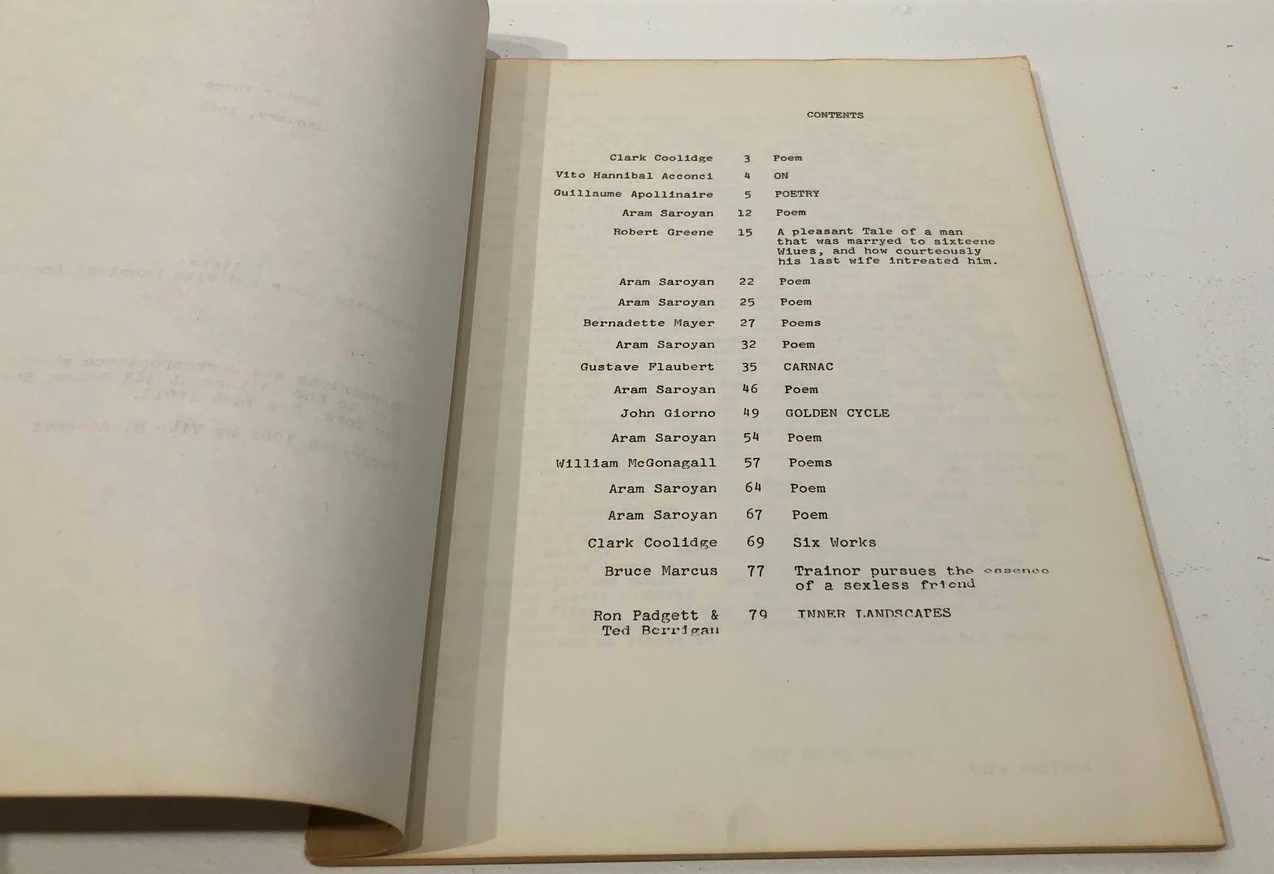 CONTENTS
Clark Coolidge 3 Poem
Vito Hannibal Acconci 4 ON
Guillaume Apollinaire 5 POETRY
Aram Saroyan 12 Poem
Robert Greene 15 A pleasant Tale of a man
that was marryed to sixteene
Wiues, and how courteously
his last wife intreated him.
Aram Saroyan 22 Poem
Aram Saroyan 25 Poem
Bernadette Mayer 27 Poems
Aram Saroyan 32 Poem
Gustave Flaubert 35 CARNAC
Aram Saroyan 46 Poem
John Giorno 49 GOLDEN CYCLE
Aram Saroyan 54 Poem
William McGonagall 57 Poems
Aram Saroyan 64 Poem
Aram Saroyan 67 Poem
Clark Coolidge 69 Six Works
Bruce Marcus 77 Trainor pursues the essence
of a sexless friend
Ron Padgett & 79 INNER LANDSCAPES
Ted Berrigan